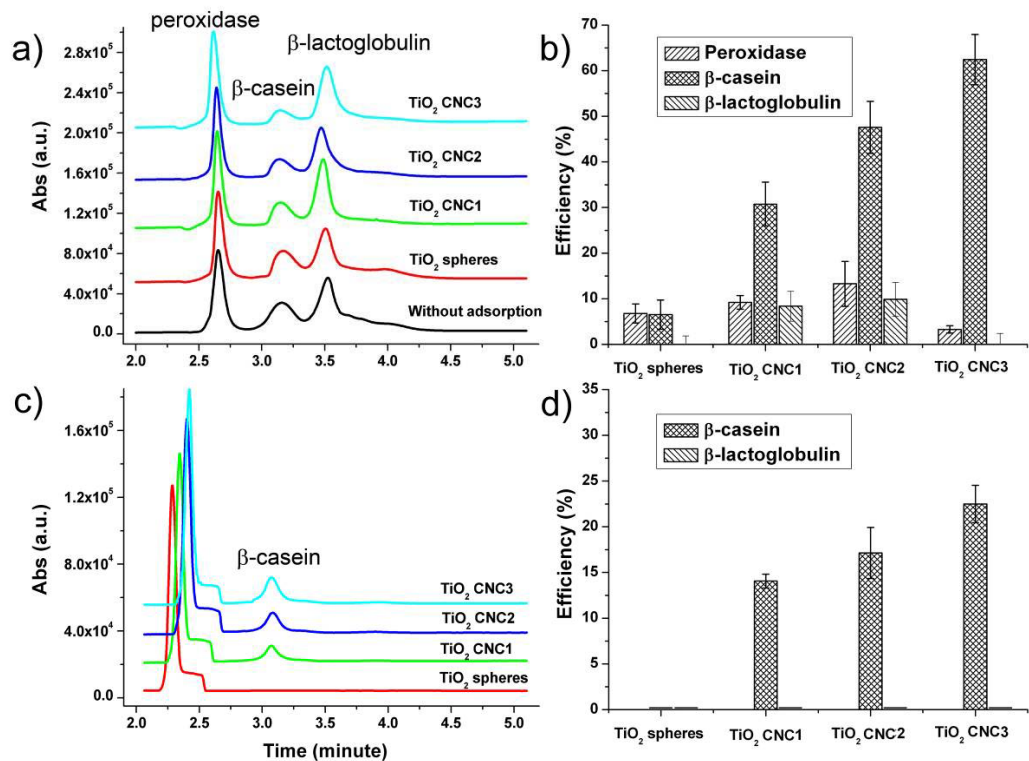 a)
peroxidase
β-casein
β-lactoglobulin
TiO₂ CNC3
TiO₂ CNC2
TiO₂ CNC1
TiO₂ spheres
Without adsorption
Abs (a.u.)
2.8x10⁵
2.4x10⁵
2.0x10⁵
1.6x10⁵
1.2x10⁵
8.0x10⁴
4.0x10⁴
0.0
2.0 2.5 3.0 3.5 4.0 4.5 5.0
b)
Peroxidase
β-casein
β-lactoglobulin
Efficiency (%)
70
60
50
40
30
20
10
0
TiO₂ spheres TiO₂ CNC1 TiO₂ CNC2 TiO₂ CNC3
c)
β-casein
TiO₂ CNC3
TiO₂ CNC2
TiO₂ CNC1
TiO₂ spheres
Abs (a.u.)
1.6x10⁵
1.2x10⁵
8.0x10⁴
4.0x10⁴
0.0
2.0 2.5 3.0 3.5 4.0 4.5 5.0
Time (minute)
d)
β-casein
β-lactoglobulin
Efficiency (%)
35
30
25
20
15
10
5
0
TiO₂ spheres TiO₂ CNC1 TiO₂ CNC2 TiO₂ CNC3